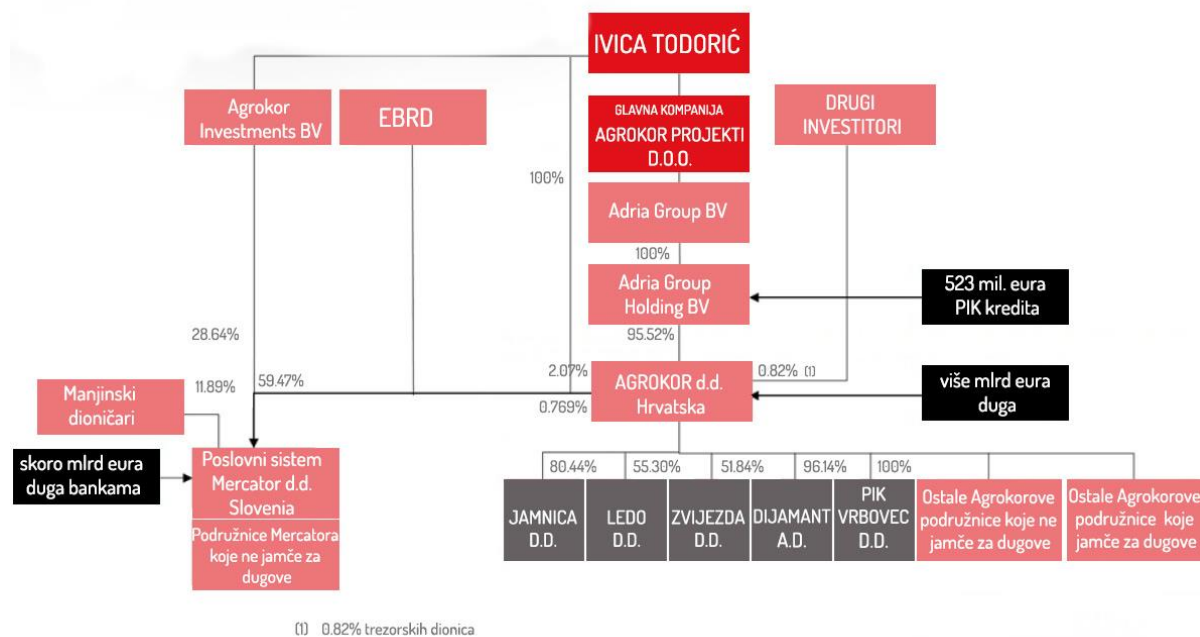 IVICA TODORIĆ
Agrokor
Investments BV
EBRD
GLAVNA KOMPANIJA
AGROKOR PROJEKTI
D.O.O.
DRUGI
INVESTITORI
100%
Adria Group BV
100%
Adria Group
Holding BV
523 mil. eura
PIK kredita
28.64%
95.52%
Manjinski
dioničari
11.89%
59.47%
2.07%
0.769%
AGROKOR d.d.
Hrvatska
0.82% (1)
više mlrd eura
duga
skoro mlrd eura
duga bankama
Poslovni sistem
Mercator d.d.
Slovenia
Podružnice Mercatora
koje ne jamče za
dugove
80.44%
55.30%
51.84%
96.14%
100%
JAMNICA
D.D.
LEDO
D.D.
ZVIJEZDA
D.D.
DIJAMANT
A.D.
PIK
VRBOVEC
D.D.
Ostale Agrokorove
podružnice koje ne
jamče za dugove
Ostale Agrokorove
podružnice koje
jamče za dugove
(1) 0.82% trezorskih dionica